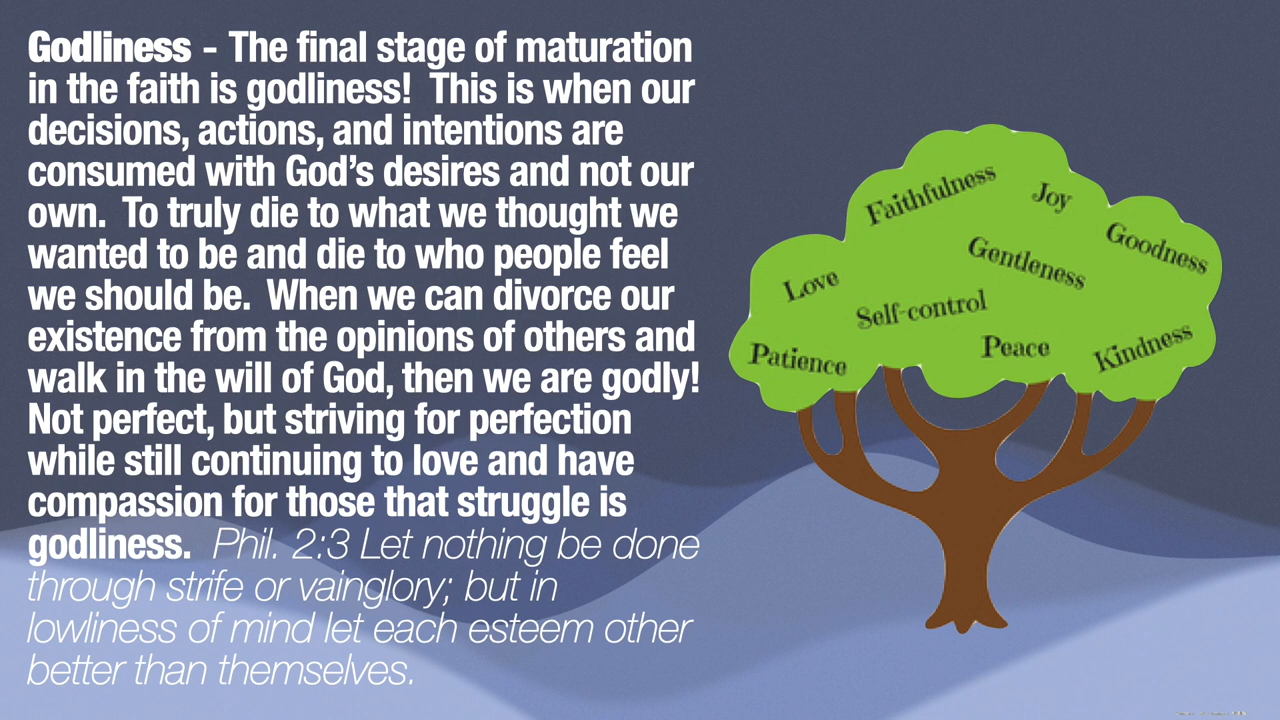 Godliness - The final stage of maturation
in the faith is godliness!  This is when our
decisions, actions, and intentions are
consumed with God's desires and not our
own.  To truly die to what we thought we
wanted to be and die to who people feel
we should be.  When we can divorce our
existence from the opinions of others and
walk in the will of God, then we are godly!
Not perfect, but striving for perfection
while still continuing to love and have
compassion for those that struggle is
godliness.  Phil. 2:3 Let nothing be done
through strife or vainglory; but in
lowliness of mind let each esteem other
better than themselves.
Faithfulness
Joy
Goodness
Gentleness
Love
Self-control
Peace
Kindness
Patience